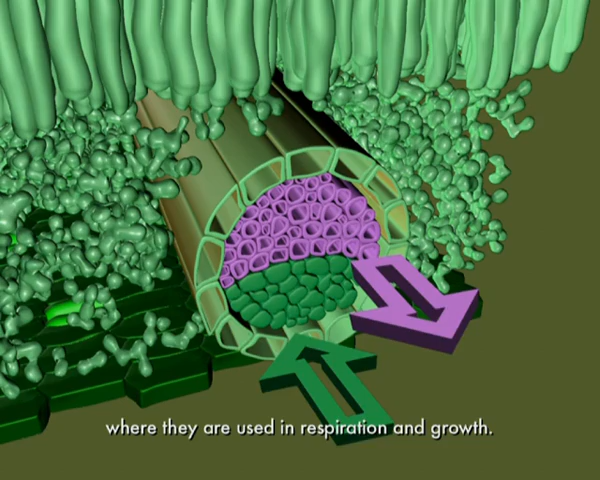 where they are used in respiration and growth.